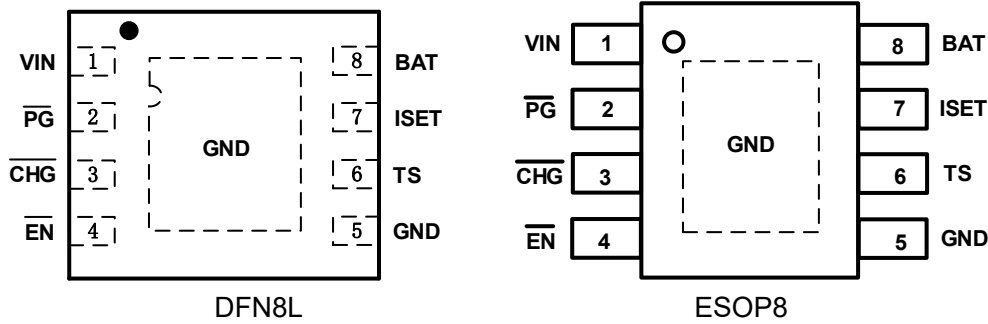 VIN 1 8 BAT
PG 2 7 ISET
GND
CHG 3 6 TS
EN 4 5 GND
DFN8L
VIN 1 8 BAT
PG 2 7 ISET
GND
CHG 3 6 TS
EN 4 5 GND
ESOP8